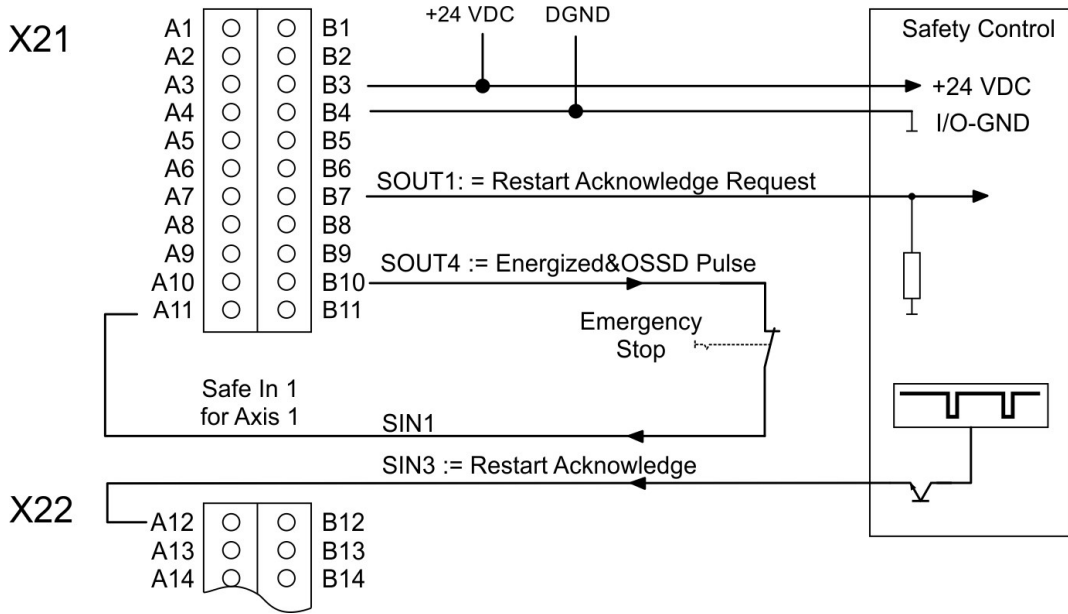 +24 VDC DGND
X21
Safety Control
A1 B1
A2 B2
A3 B3
+24 VDC
A4 B4
I/O-GND
A5 B5
A6 B6
SOUT1: = Restart Acknowledge Request
A7 B7
A8 B8
A9 B9
SOUT4 := Energized&OSSD Pulse
A10 B10
A11 B11
Emergency
Stop
Safe In 1
for Axis 1
SIN1
SIN3 := Restart Acknowledge
X22
A12 B12
A13 B13
A14 B14